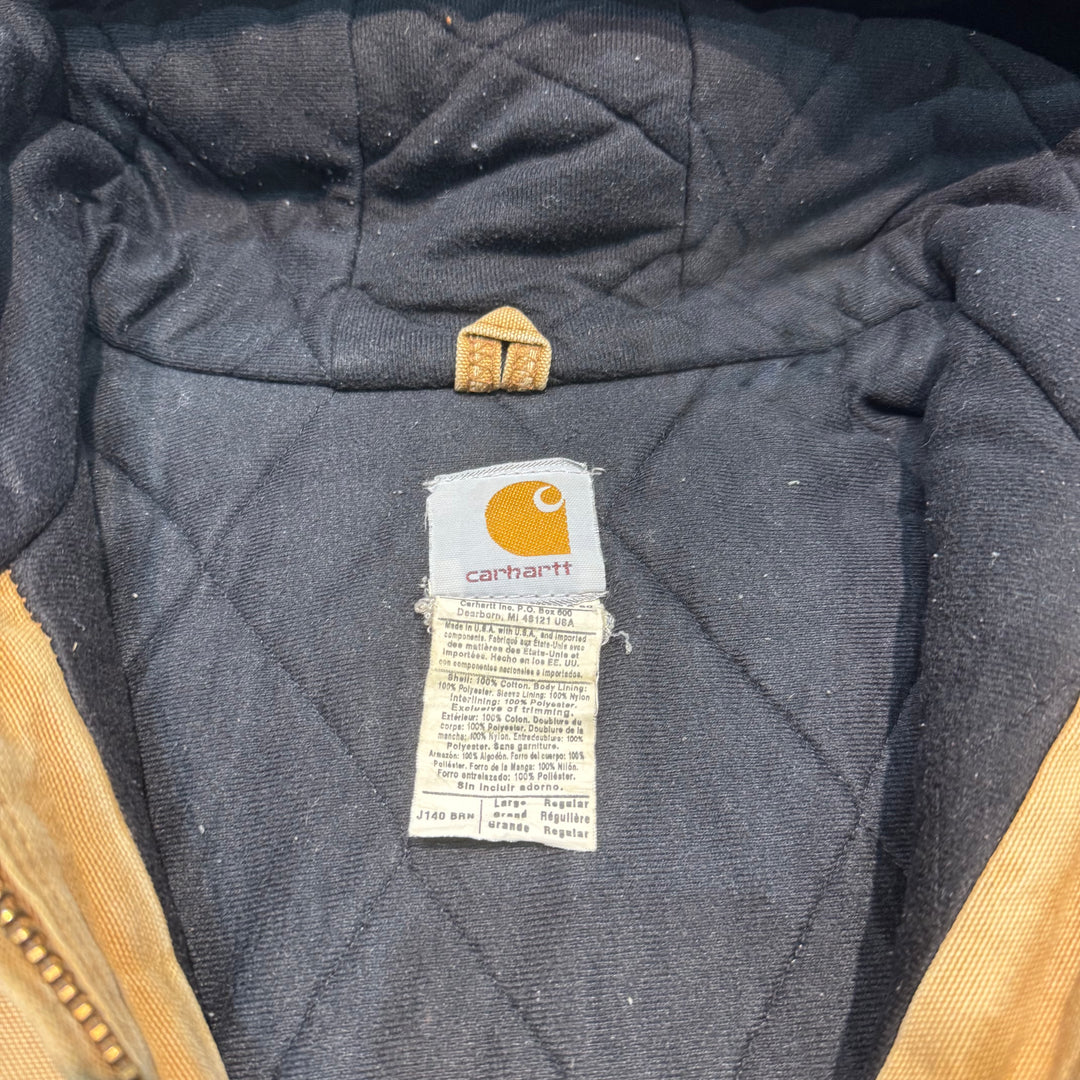 carhartt
Carhartt Inc. P.O. Box 600
Dearborn, MI 48121 USA
Made in U.S.A. with U.S.A. and imported
components. Fabriqué aux États-Unis avec
des matières des États-Unis et
importées. Hecho en los EE. UU.
con componentes nacionales e importados.
Shell: 100% Cotton. Body Lining:
100% Polyester. Sleeve Lining: 100% Nylon
Interlining: 100% Polyester.
Exclusive of trimming.
Extérieur: 100% Coton. Doublure du
corps: 100% Polyester. Doublure de la
manche: 100% Nylon. Entredoublure: 100%
Polyester. Sans garniture.
Armazón: 100% Algodón. Forro del cuerpo: 100%
Poliéster. Forro de la Manga: 100% Nilón.
Forro entrelazado: 100% Poliéster.
Sin incluir adorno.
J140 BRN
Large Regular
Grand Régulière
Grande Regular